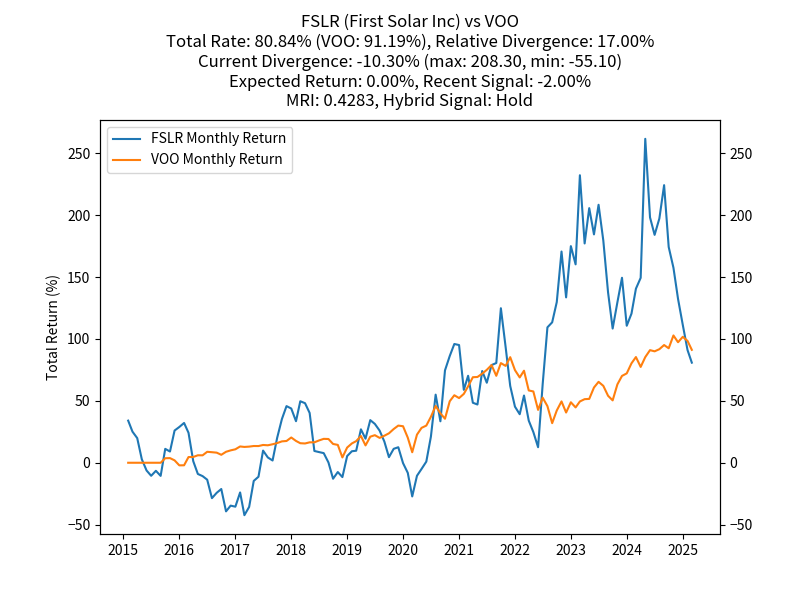 FSLR (First Solar Inc) vs VOO
Total Rate: 80.84% (VOO: 91.19%), Relative Divergence: 17.00%
Current Divergence: -10.30% (max: 208.30, min: -55.10)
Expected Return: 0.00%, Recent Signal: -2.00%
MRI: 0.4283, Hybrid Signal: Hold
FSLR Monthly Return
VOO Monthly Return
Total Return (%)
250
200
150
100
50
0
−50
250
200
150
100
50
0
−50
2015 2016 2017 2018 2019 2020 2021 2022 2023 2024 2025